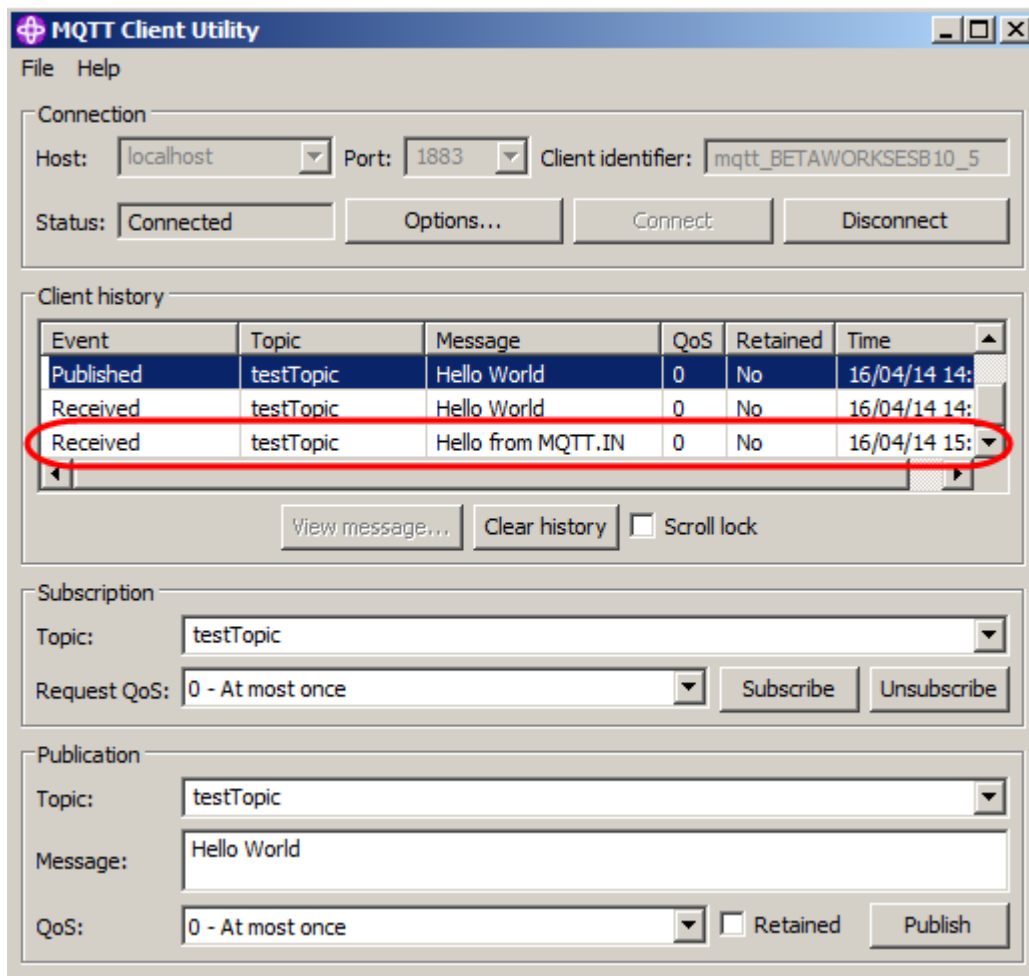 MQTT Client Utility
File Help
Connection
Host: localhost Port: 1883 Client identifier: mqtt_BETAWORKSESB10_5
Status: Connected Options... Connect Disconnect
Client history
Event Topic Message QoS Retained Time
Published testTopic Hello World 0 No 16/04/14 14:
Received testTopic Hello World 0 No 16/04/14 14:
Received testTopic Hello from MQTT.IN 0 No 16/04/14 15:
View message... Clear history Scroll lock
Subscription
Topic: testTopic
Request QoS: 0 - At most once Subscribe Unsubscribe
Publication
Topic: testTopic
Message: Hello World
QoS: 0 - At most once Retained Publish